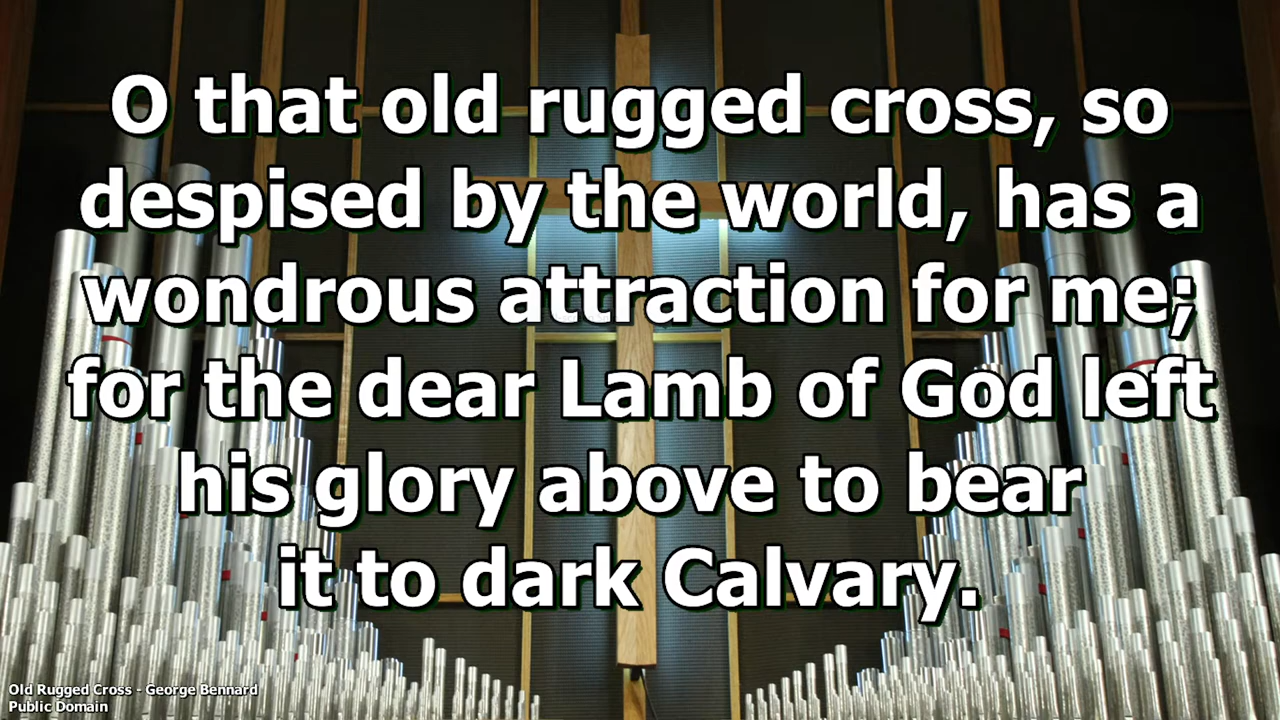 O that old rugged cross, so
despised by the world, has a
wondrous attraction for me;
for the dear Lamb of God left
his glory above to bear
it to dark Calvary.
Old Rugged Cross - George Bennard
Public Domain